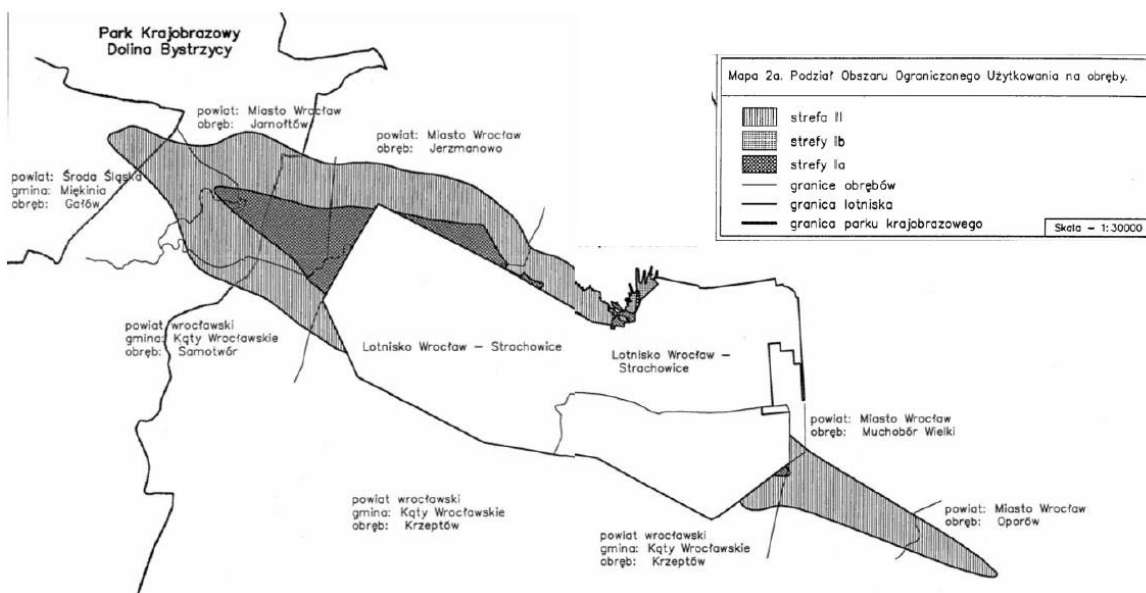 Park Krajobrazowy
Dolina Bystrzycy
Mapa 2a. Podział Obszaru Ograniczonego Użytkowania na obręby.
strefa II
strefy IIb
strefy IIa
granice obrębów
granica lotniska
granica parku krajobrazowego
Skala – 1:30000
powiat: Miasto Wrocław
obręb: Jarnołtów
powiat: Miasto Wrocław
obręb: Jerzmanowo
powiat: Środa Śląska
gmina: Miękinia
obręb: Gałów
powiat wrocławski
gmina: Kąty Wrocławskie
obręb: Samotwór
Lotnisko Wrocław – Strachowice
Lotnisko Wrocław –
Strachowice
powiat: Miasto Wrocław
obręb: Muchobór Wielki
powiat wrocławski
gmina: Kąty Wrocławskie
obręb: Krzeptów
powiat: Miasto Wrocław
obręb: Oporów
powiat wrocławski
gmina: Kąty Wrocławskie
obręb: Krzeptów